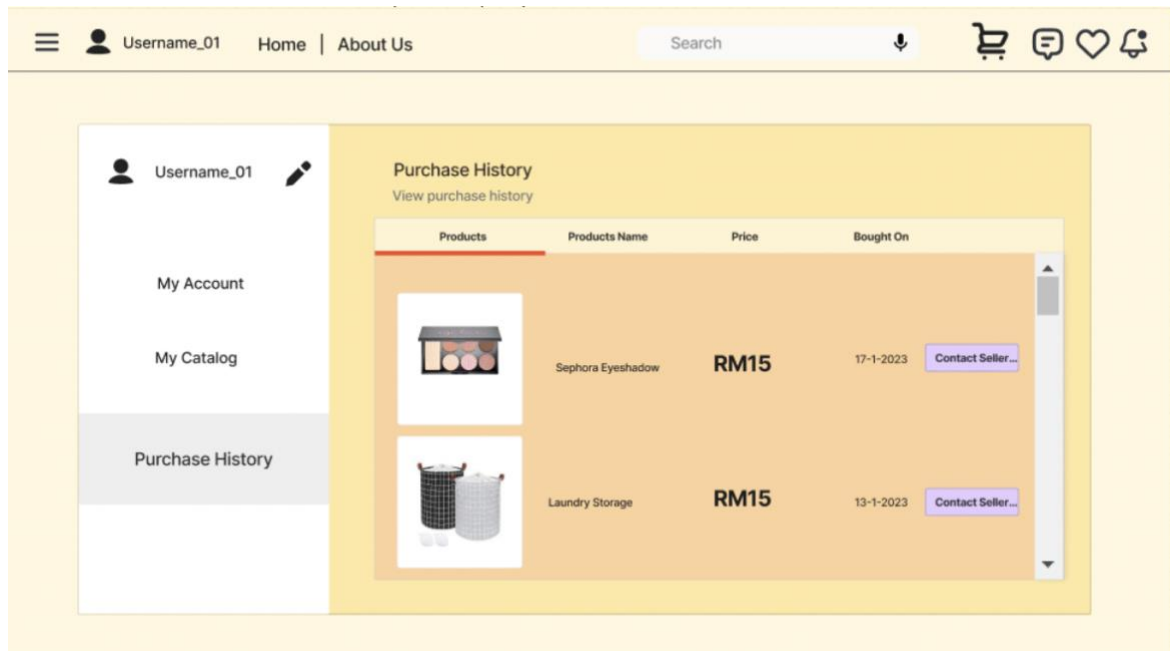 Username_01 Home | About Us Search
Username_01
Purchase History
View purchase history
Products Products Name Price Bought On
My Account
My Catalog
Purchase History
Sephora Eyeshadow RM15 17-1-2023 Contact Seller...
Laundry Storage RM15 13-1-2023 Contact Seller...